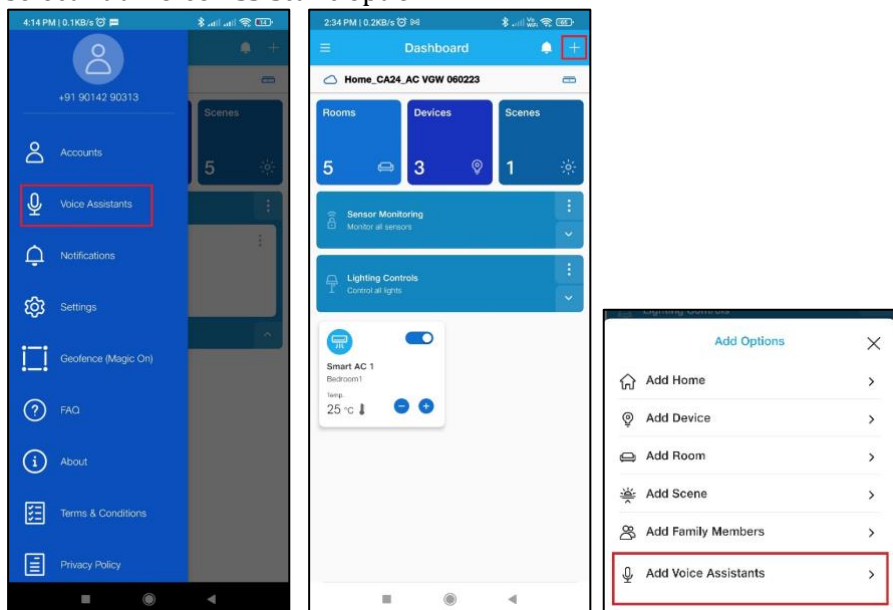 4:14 PM | 0.1KB/s
+91 90142 90313
Accounts
Voice Assistants
Notifications
Settings
Geofence (Magic On)
FAQ
About
Terms & Conditions
Privacy Policy
Scenes
5
2:34 PM | 0.2KB/s
Dashboard
Home_CA24_AC VGW 060223
Rooms
Devices
Scenes
5
3
1
Sensor Monitoring
Monitor all sensors
Lighting Controls
Control all lights
Smart AC 1
Bedroom1
Temp.
25 °C
Lighting Controls
Add Options
Add Home
Add Device
Add Room
Add Scene
Add Family Members
Add Voice Assistants